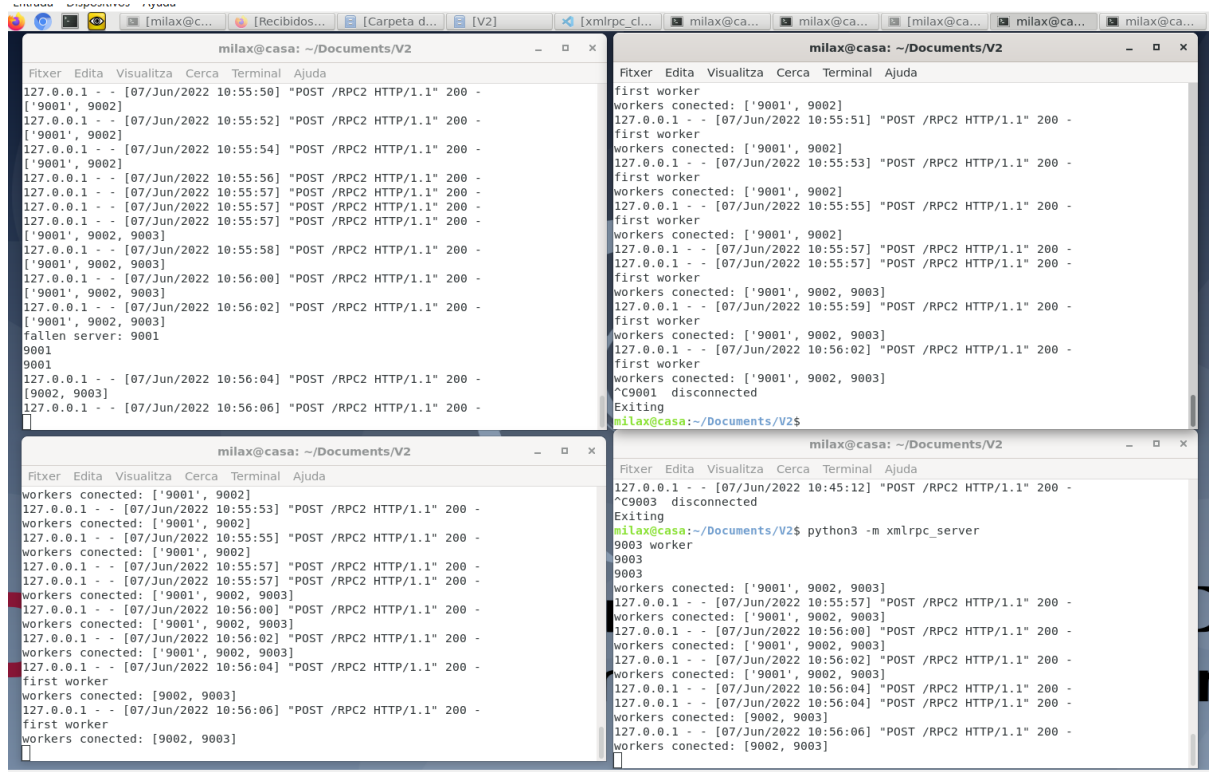 Entrada Dispositivos Ajuda
[milax@c... [Recibidos... [Carpeta d... [V2] [xmlrpc_cl... milax@ca... milax@ca... [milax@ca... milax@ca... milax@ca...
milax@casa: ~/Documents/V2
Fitxer Edita Visualitza Cerca Terminal Ajuda
127.0.0.1 - - [07/Jun/2022 10:55:50] "POST /RPC2 HTTP/1.1" 200 -
['9001', 9002]
127.0.0.1 - - [07/Jun/2022 10:55:52] "POST /RPC2 HTTP/1.1" 200 -
['9001', 9002]
127.0.0.1 - - [07/Jun/2022 10:55:54] "POST /RPC2 HTTP/1.1" 200 -
['9001', 9002]
127.0.0.1 - - [07/Jun/2022 10:55:56] "POST /RPC2 HTTP/1.1" 200 -
127.0.0.1 - - [07/Jun/2022 10:55:57] "POST /RPC2 HTTP/1.1" 200 -
127.0.0.1 - - [07/Jun/2022 10:55:57] "POST /RPC2 HTTP/1.1" 200 -
127.0.0.1 - - [07/Jun/2022 10:55:57] "POST /RPC2 HTTP/1.1" 200 -
['9001', 9002, 9003]
127.0.0.1 - - [07/Jun/2022 10:55:58] "POST /RPC2 HTTP/1.1" 200 -
['9001', 9002, 9003]
127.0.0.1 - - [07/Jun/2022 10:56:00] "POST /RPC2 HTTP/1.1" 200 -
['9001', 9002, 9003]
127.0.0.1 - - [07/Jun/2022 10:56:02] "POST /RPC2 HTTP/1.1" 200 -
['9001', 9002, 9003]
fallen server: 9001
9001
9001
127.0.0.1 - - [07/Jun/2022 10:56:04] "POST /RPC2 HTTP/1.1" 200 -
[9002, 9003]
127.0.0.1 - - [07/Jun/2022 10:56:06] "POST /RPC2 HTTP/1.1" 200 -
milax@casa: ~/Documents/V2
Fitxer Edita Visualitza Cerca Terminal Ajuda
first worker
workers conected: ['9001', 9002]
127.0.0.1 - - [07/Jun/2022 10:55:51] "POST /RPC2 HTTP/1.1" 200 -
first worker
workers conected: ['9001', 9002]
127.0.0.1 - - [07/Jun/2022 10:55:53] "POST /RPC2 HTTP/1.1" 200 -
first worker
workers conected: ['9001', 9002]
127.0.0.1 - - [07/Jun/2022 10:55:55] "POST /RPC2 HTTP/1.1" 200 -
first worker
workers conected: ['9001', 9002]
127.0.0.1 - - [07/Jun/2022 10:55:57] "POST /RPC2 HTTP/1.1" 200 -
127.0.0.1 - - [07/Jun/2022 10:55:57] "POST /RPC2 HTTP/1.1" 200 -
first worker
workers conected: ['9001', 9002, 9003]
127.0.0.1 - - [07/Jun/2022 10:55:59] "POST /RPC2 HTTP/1.1" 200 -
first worker
workers conected: ['9001', 9002, 9003]
127.0.0.1 - - [07/Jun/2022 10:56:02] "POST /RPC2 HTTP/1.1" 200 -
first worker
workers conected: ['9001', 9002, 9003]
^C9001 disconnected
Exiting
milax@casa:~/Documents/V2$
milax@casa: ~/Documents/V2
Fitxer Edita Visualitza Cerca Terminal Ajuda
workers conected: ['9001', 9002]
127.0.0.1 - - [07/Jun/2022 10:55:53] "POST /RPC2 HTTP/1.1" 200 -
workers conected: ['9001', 9002]
127.0.0.1 - - [07/Jun/2022 10:55:55] "POST /RPC2 HTTP/1.1" 200 -
workers conected: ['9001', 9002]
127.0.0.1 - - [07/Jun/2022 10:55:57] "POST /RPC2 HTTP/1.1" 200 -
127.0.0.1 - - [07/Jun/2022 10:55:57] "POST /RPC2 HTTP/1.1" 200 -
workers conected: ['9001', 9002, 9003]
127.0.0.1 - - [07/Jun/2022 10:56:00] "POST /RPC2 HTTP/1.1" 200 -
workers conected: ['9001', 9002, 9003]
127.0.0.1 - - [07/Jun/2022 10:56:02] "POST /RPC2 HTTP/1.1" 200 -
workers conected: ['9001', 9002, 9003]
127.0.0.1 - - [07/Jun/2022 10:56:04] "POST /RPC2 HTTP/1.1" 200 -
first worker
workers conected: [9002, 9003]
127.0.0.1 - - [07/Jun/2022 10:56:06] "POST /RPC2 HTTP/1.1" 200 -
first worker
workers conected: [9002, 9003]
milax@casa: ~/Documents/V2
Fitxer Edita Visualitza Cerca Terminal Ajuda
127.0.0.1 - - [07/Jun/2022 10:45:12] "POST /RPC2 HTTP/1.1" 200 -
^C9003 disconnected
Exiting
milax@casa:~/Documents/V2$ python3 -m xmlrpc_server
9003 worker
9003
9003
workers conected: ['9001', 9002, 9003]
127.0.0.1 - - [07/Jun/2022 10:55:57] "POST /RPC2 HTTP/1.1" 200 -
workers conected: ['9001', 9002, 9003]
127.0.0.1 - - [07/Jun/2022 10:56:00] "POST /RPC2 HTTP/1.1" 200 -
workers conected: ['9001', 9002, 9003]
127.0.0.1 - - [07/Jun/2022 10:56:02] "POST /RPC2 HTTP/1.1" 200 -
workers conected: ['9001', 9002, 9003]
127.0.0.1 - - [07/Jun/2022 10:56:04] "POST /RPC2 HTTP/1.1" 200 -
127.0.0.1 - - [07/Jun/2022 10:56:04] "POST /RPC2 HTTP/1.1" 200 -
workers conected: [9002, 9003]
127.0.0.1 - - [07/Jun/2022 10:56:06] "POST /RPC2 HTTP/1.1" 200 -
workers conected: [9002, 9003]